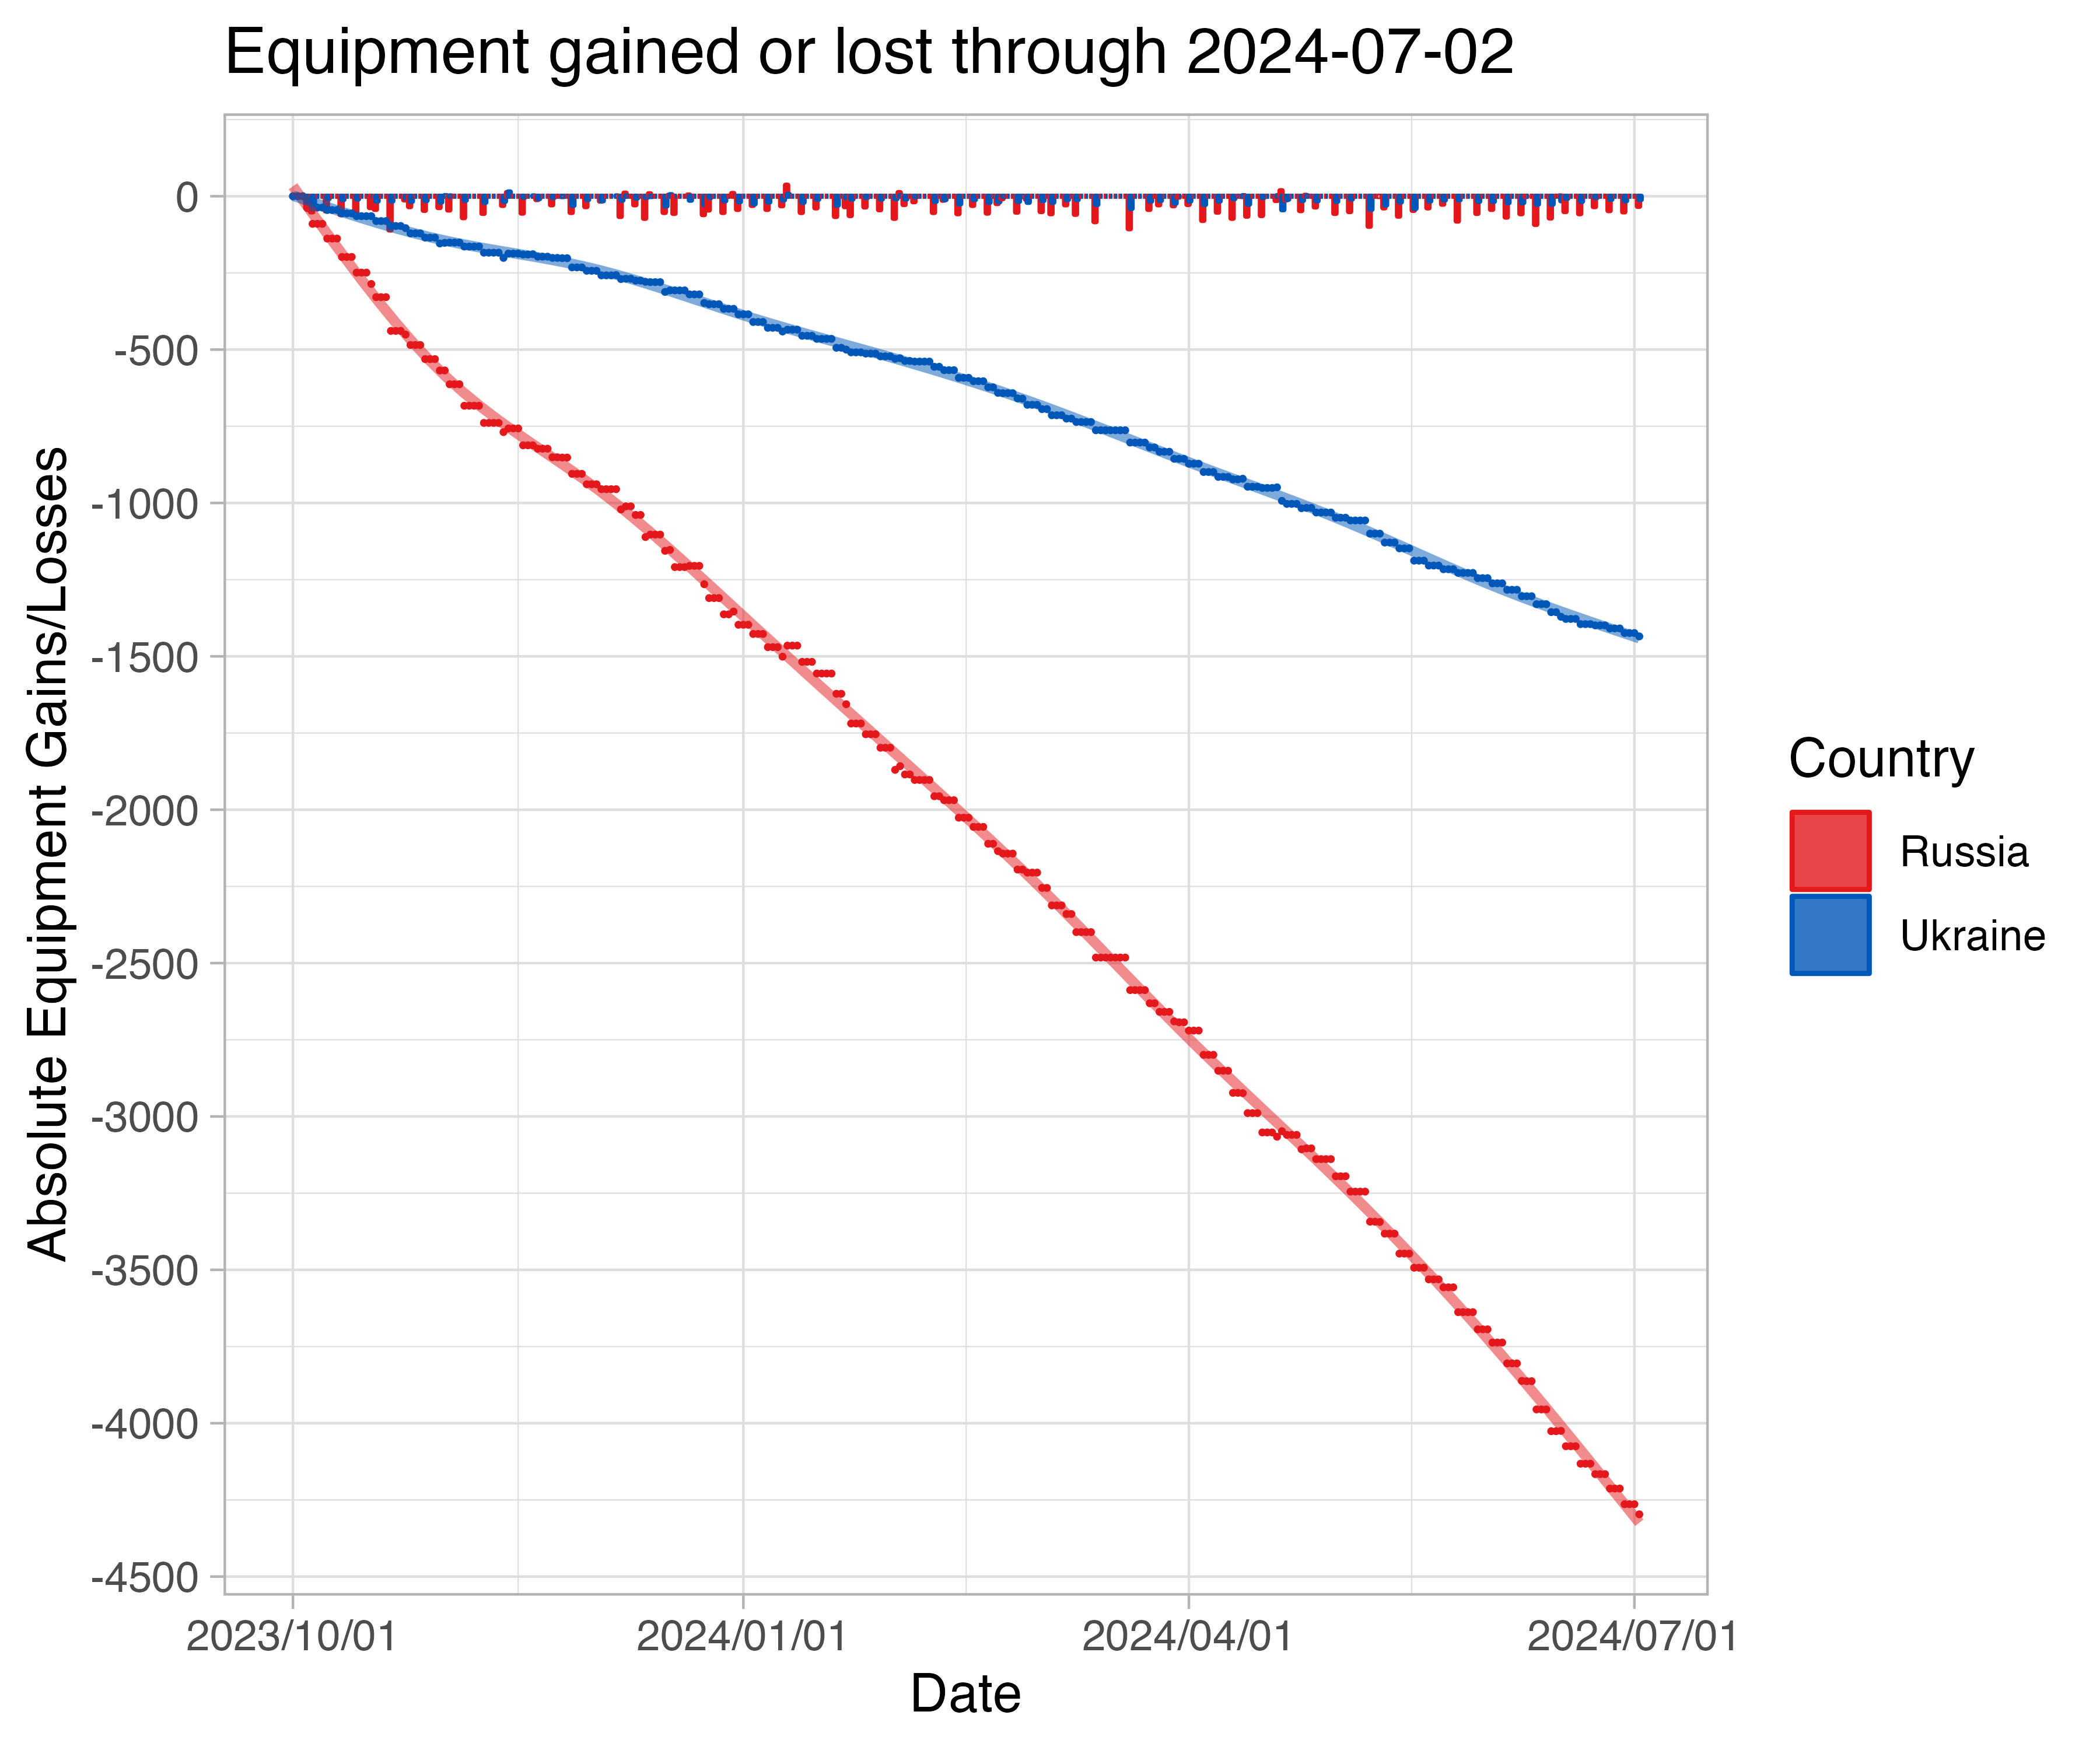 Equipment gained or lost through 2024-07-02
Absolute Equipment Gains/Losses
0
-500
-1000
-1500
-2000
-2500
-3000
-3500
-4000
-4500
2023/10/01
2024/01/01
2024/04/01
2024/07/01
Date
Country
Russia
Ukraine